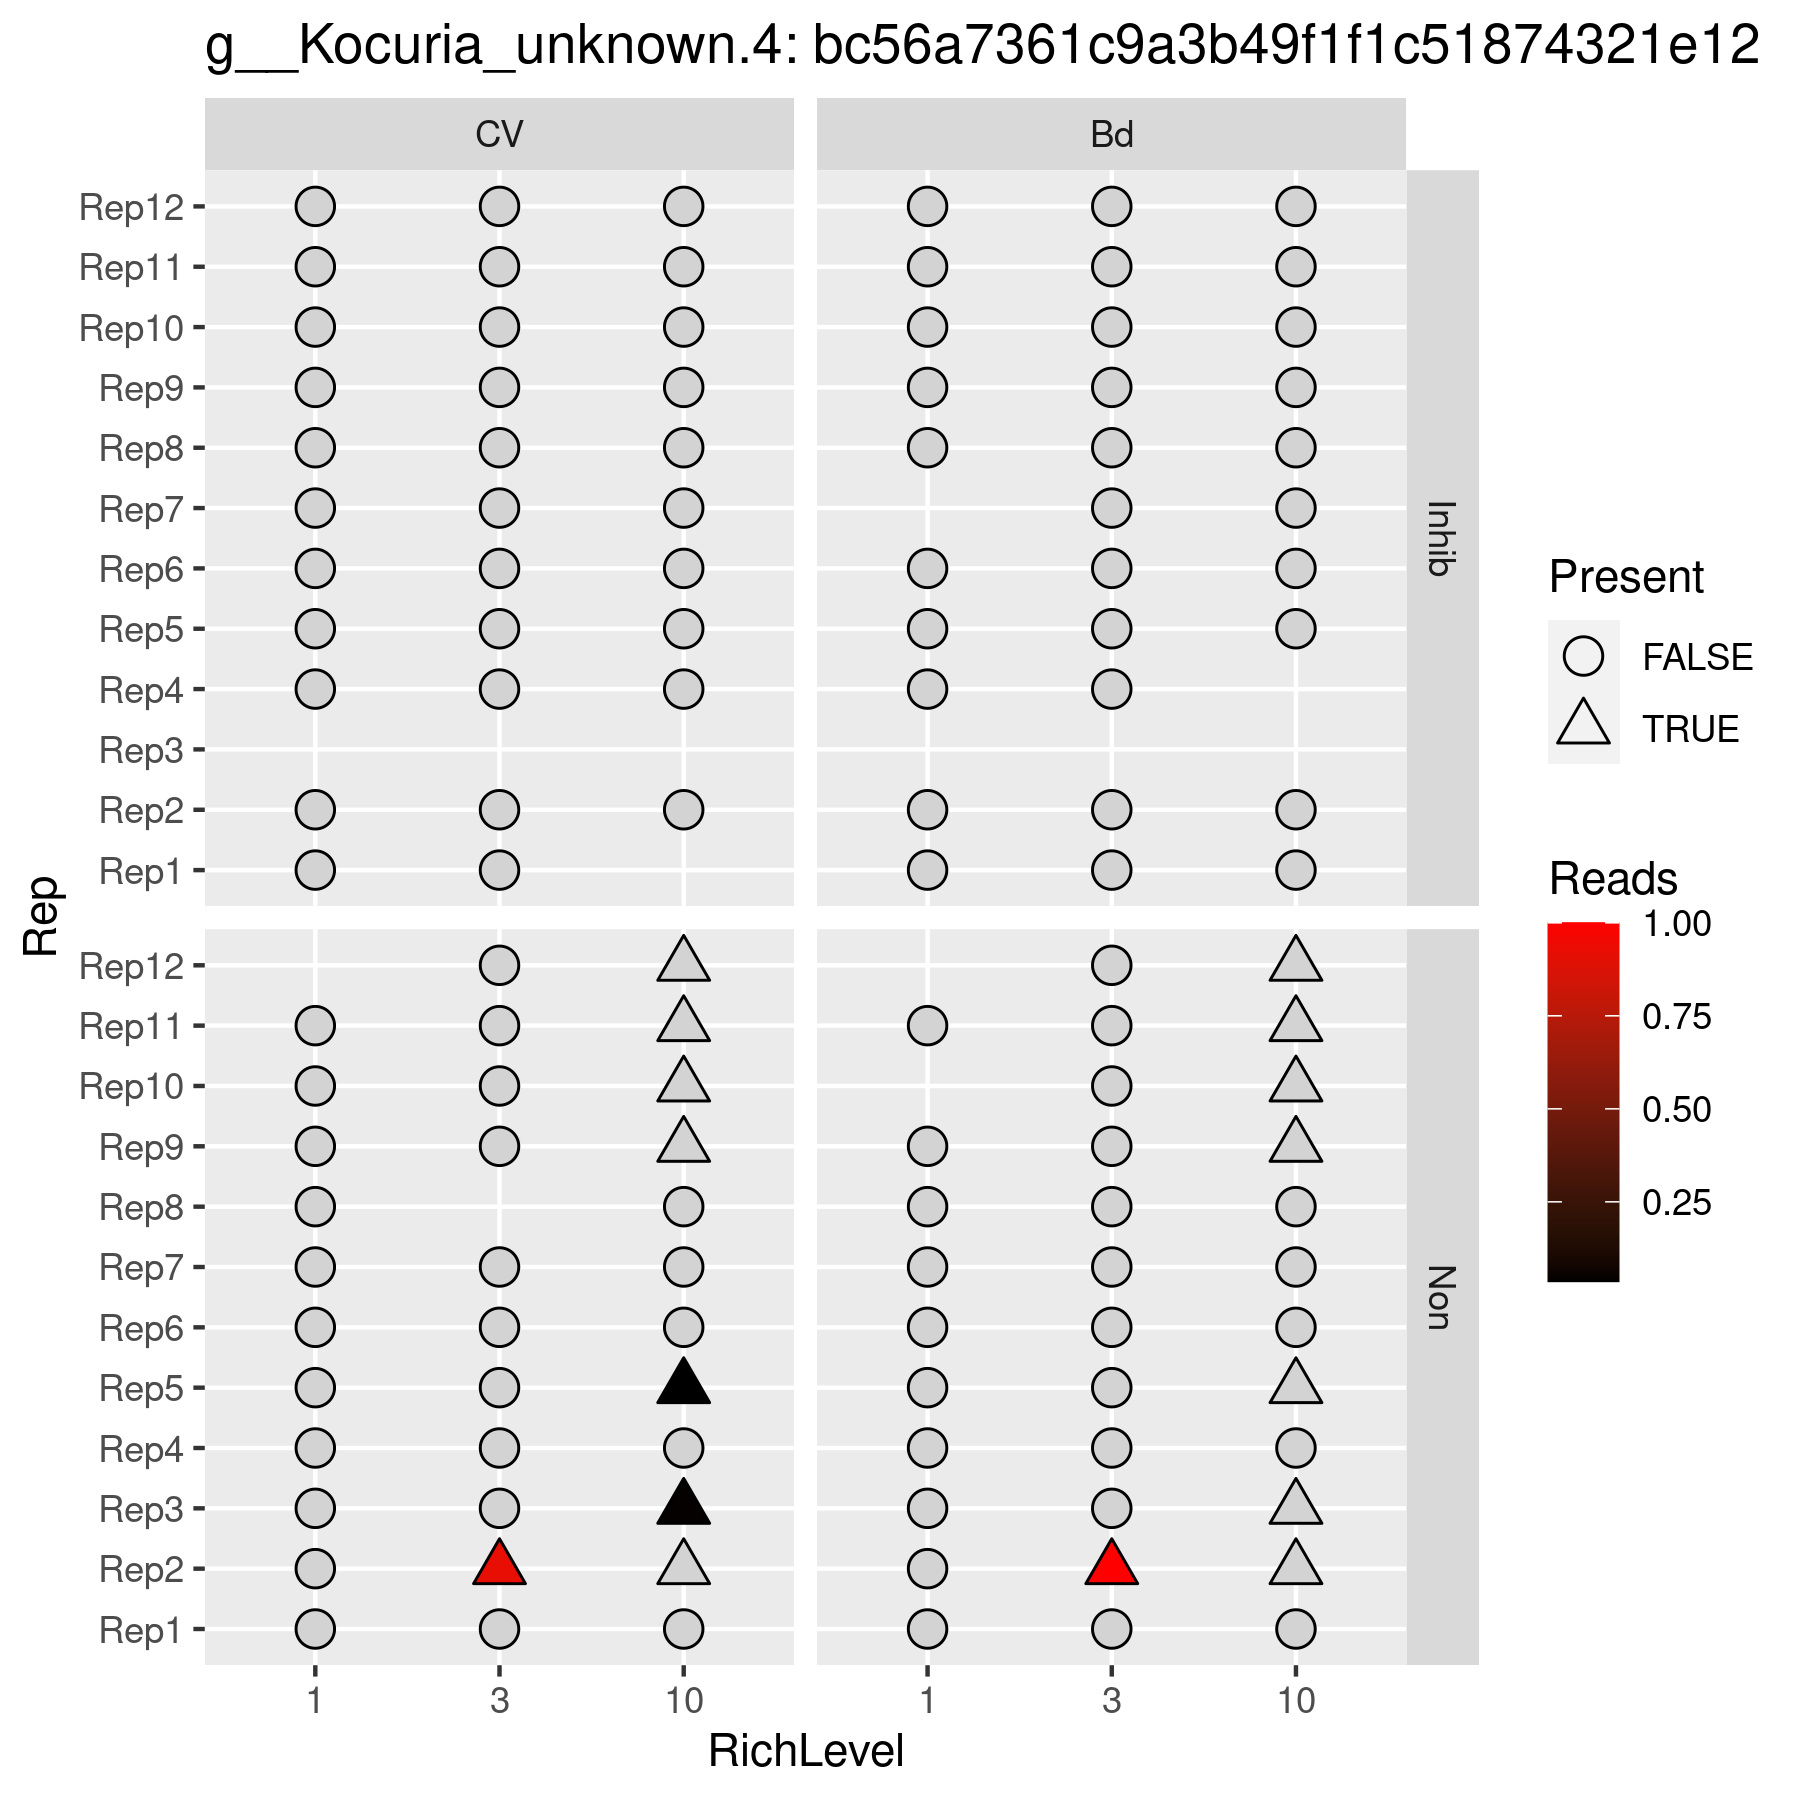 g__Kocuria_unknown.4: bc56a7361c9a3b49f1f1c51874321e12
CV
Bd
Rep12
Rep11
Rep10
Rep9
Rep8
Rep7
Rep6
Rep5
Rep4
Rep3
Rep2
Rep1
Inhib
Rep
Rep12
Rep11
Rep10
Rep9
Rep8
Rep7
Rep6
Rep5
Rep4
Rep3
Rep2
Rep1
Non
1 3 10
1 3 10
RichLevel
Present
FALSE
TRUE
Reads
1.00
0.75
0.50
0.25